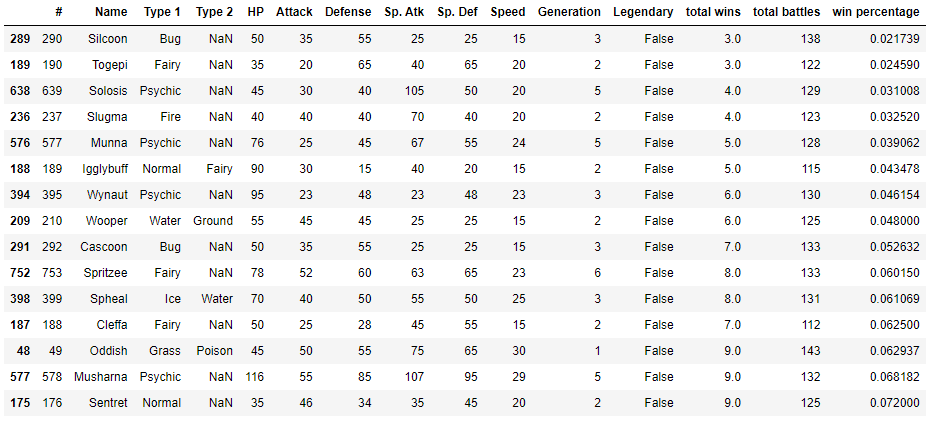 # Name Type 1 Type 2 HP Attack Defense Sp. Atk Sp. Def Speed Generation Legendary total wins total battles win percentage
289 290 Silcoon Bug NaN 50 35 55 25 25 15 3 False 3.0 138 0.021739
189 190 Togepi Fairy NaN 35 20 65 40 65 20 2 False 3.0 122 0.024590
638 639 Solosis Psychic NaN 45 30 40 105 50 20 5 False 4.0 129 0.031008
236 237 Slugma Fire NaN 40 40 40 70 40 20 2 False 4.0 123 0.032520
576 577 Munna Psychic NaN 76 25 45 67 55 24 5 False 5.0 128 0.039062
188 189 Igglybuff Normal Fairy 90 30 15 40 20 15 2 False 5.0 115 0.043478
394 395 Wynaut Psychic NaN 95 23 48 23 48 23 3 False 6.0 130 0.046154
209 210 Wooper Water Ground 55 45 45 25 25 15 2 False 6.0 125 0.048000
291 292 Cascoon Bug NaN 50 35 55 25 25 15 3 False 7.0 133 0.052632
752 753 Spritzee Fairy NaN 78 52 60 63 65 23 6 False 8.0 133 0.060150
398 399 Spheal Ice Water 70 40 50 55 50 25 3 False 8.0 131 0.061069
187 188 Cleffa Fairy NaN 50 25 28 45 55 15 2 False 7.0 112 0.062500
48 49 Oddish Grass Poison 45 50 55 75 65 30 1 False 9.0 143 0.062937
577 578 Musharna Psychic NaN 116 55 85 107 95 29 5 False 9.0 132 0.068182
175 176 Sentret Normal NaN 35 46 34 35 45 20 2 False 9.0 125 0.072000